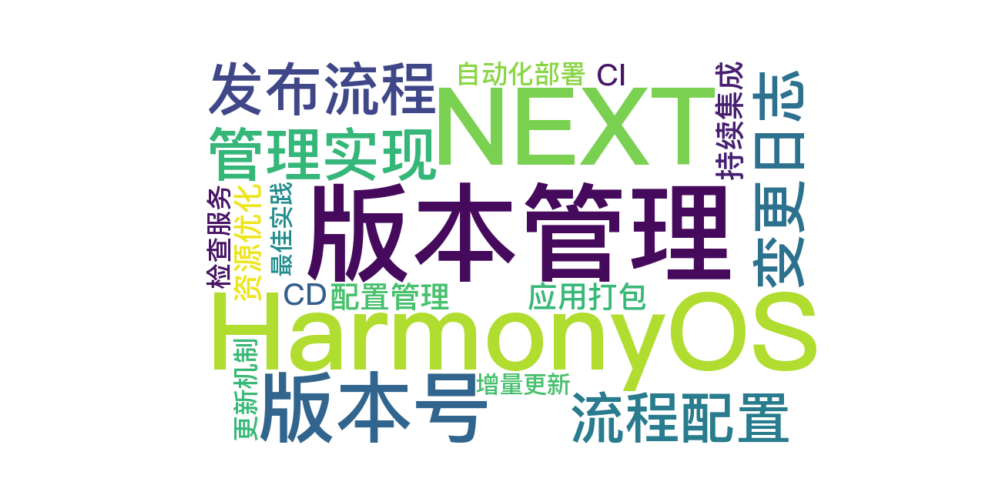 自动化部署
CI
发布流程
NEXT
持续集成
变更日志
管理实现
版本管理
检查服务
资源优化
最佳实践
CD
配置管理
应用打包
HarmonyOS
更新机制
版本号
增量更新
流程配置